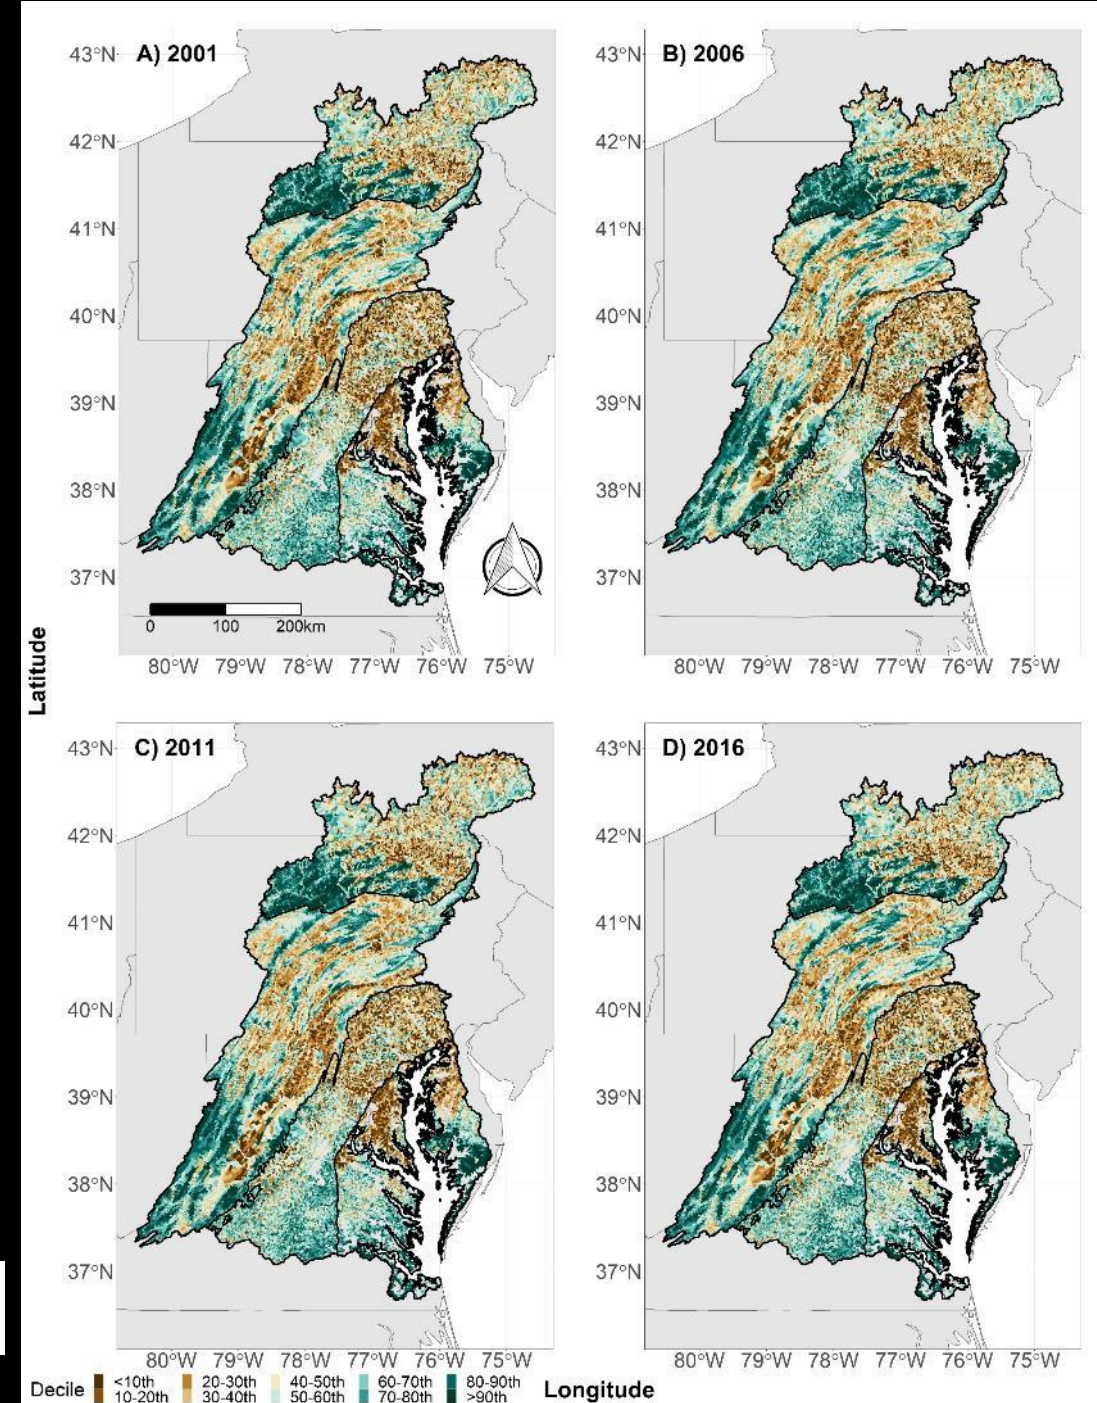 A) 2001
B) 2006
43°N
42°N
41°N
40°N
39°N
38°N
37°N
43°N
42°N
41°N
40°N
39°N
38°N
37°N
0 100 200km
80°W 79°W 78°W 77°W 76°W 75°W
80°W 79°W 78°W 77°W 76°W 75°W
Latitude
C) 2011
D) 2016
43°N
42°N
41°N
40°N
39°N
38°N
37°N
43°N
42°N
41°N
40°N
39°N
38°N
37°N
80°W 79°W 78°W 77°W 76°W 75°W
80°W 79°W 78°W 77°W 76°W 75°W
Decile
<10th 20-30th 40-50th 60-70th 80-90th
10-20th 30-40th 50-60th 70-80th >90th
Longitude